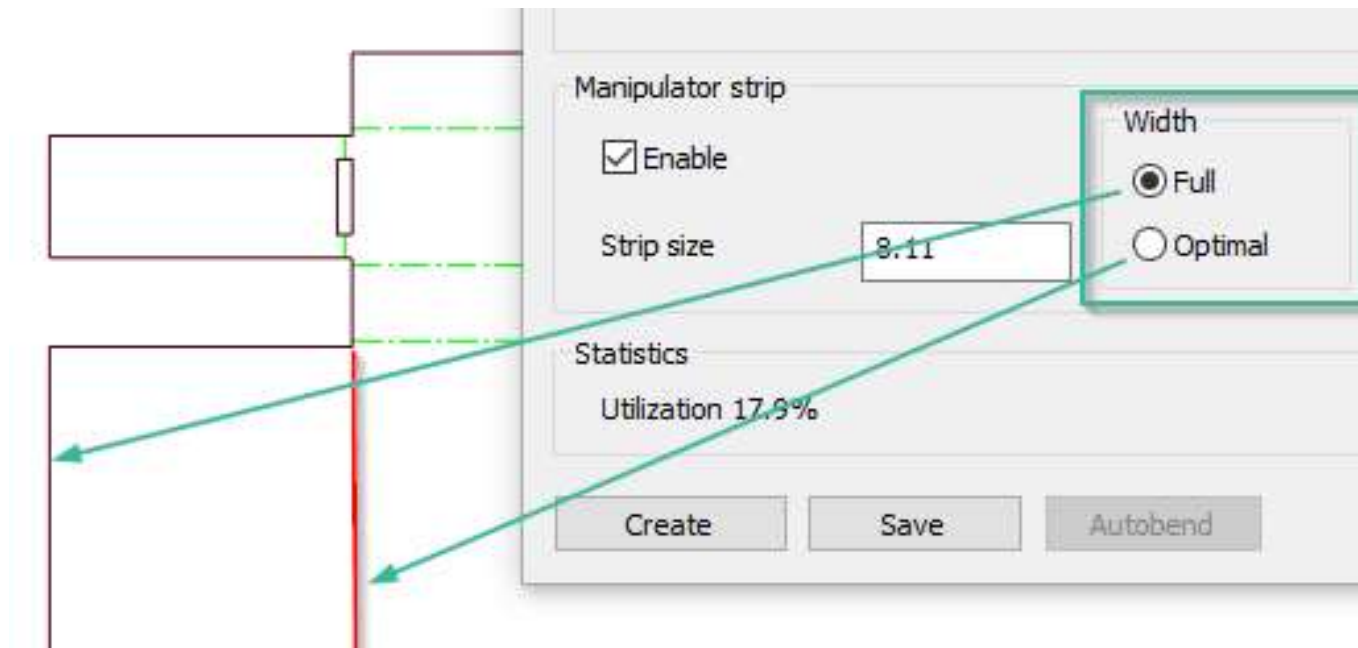 Manipulator strip
Width
Enable
Full
Strip size
8.11
Optimal
Statistics
Utilization 17.9%
Create
Save
Autobend